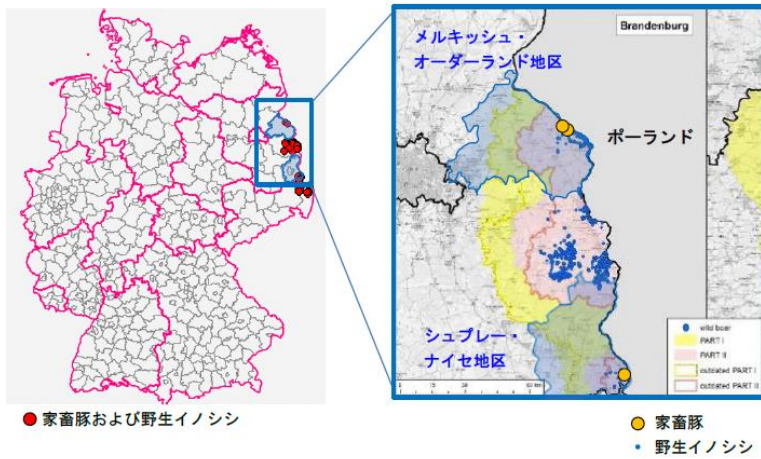 メルキッシュ・
オーダーランド地区
Brandenburg
ポーランド
シュプレー・
ナイセ地区
wild boar
PART I
PART II
outdated PART I
outdated PART II
家畜豚および野生イノシシ
家畜豚
野生イノシシ